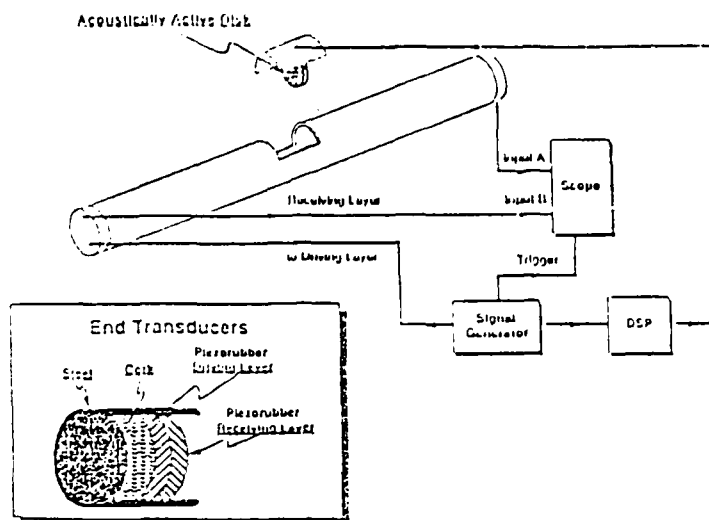 Acoustically Active Disk
Input A
Scope
Receiving Layer
Input B
to Driving Layer
Trigger
Signal
Generator
DSP
End Transducers
Piezorubber
Driving Layer
Steel
Cork
Piezorubber
Receiving Layer